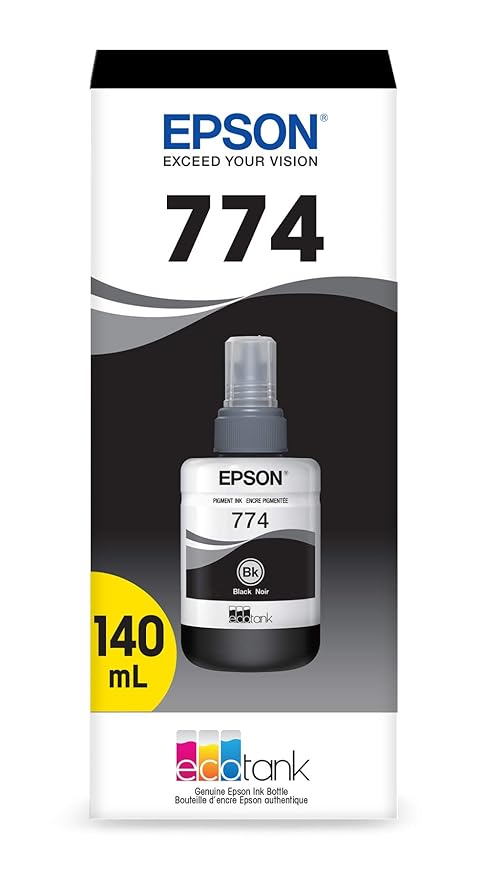 EPSON®
EXCEED YOUR VISION
774
EPSON®
PIGMENT INK ENCRE PIGMENTÉE
774
Bk
Black Noir
ecotank
140
mL
ecotank
Genuine Epson Ink Bottle
Bouteille d'encre Epson authentique